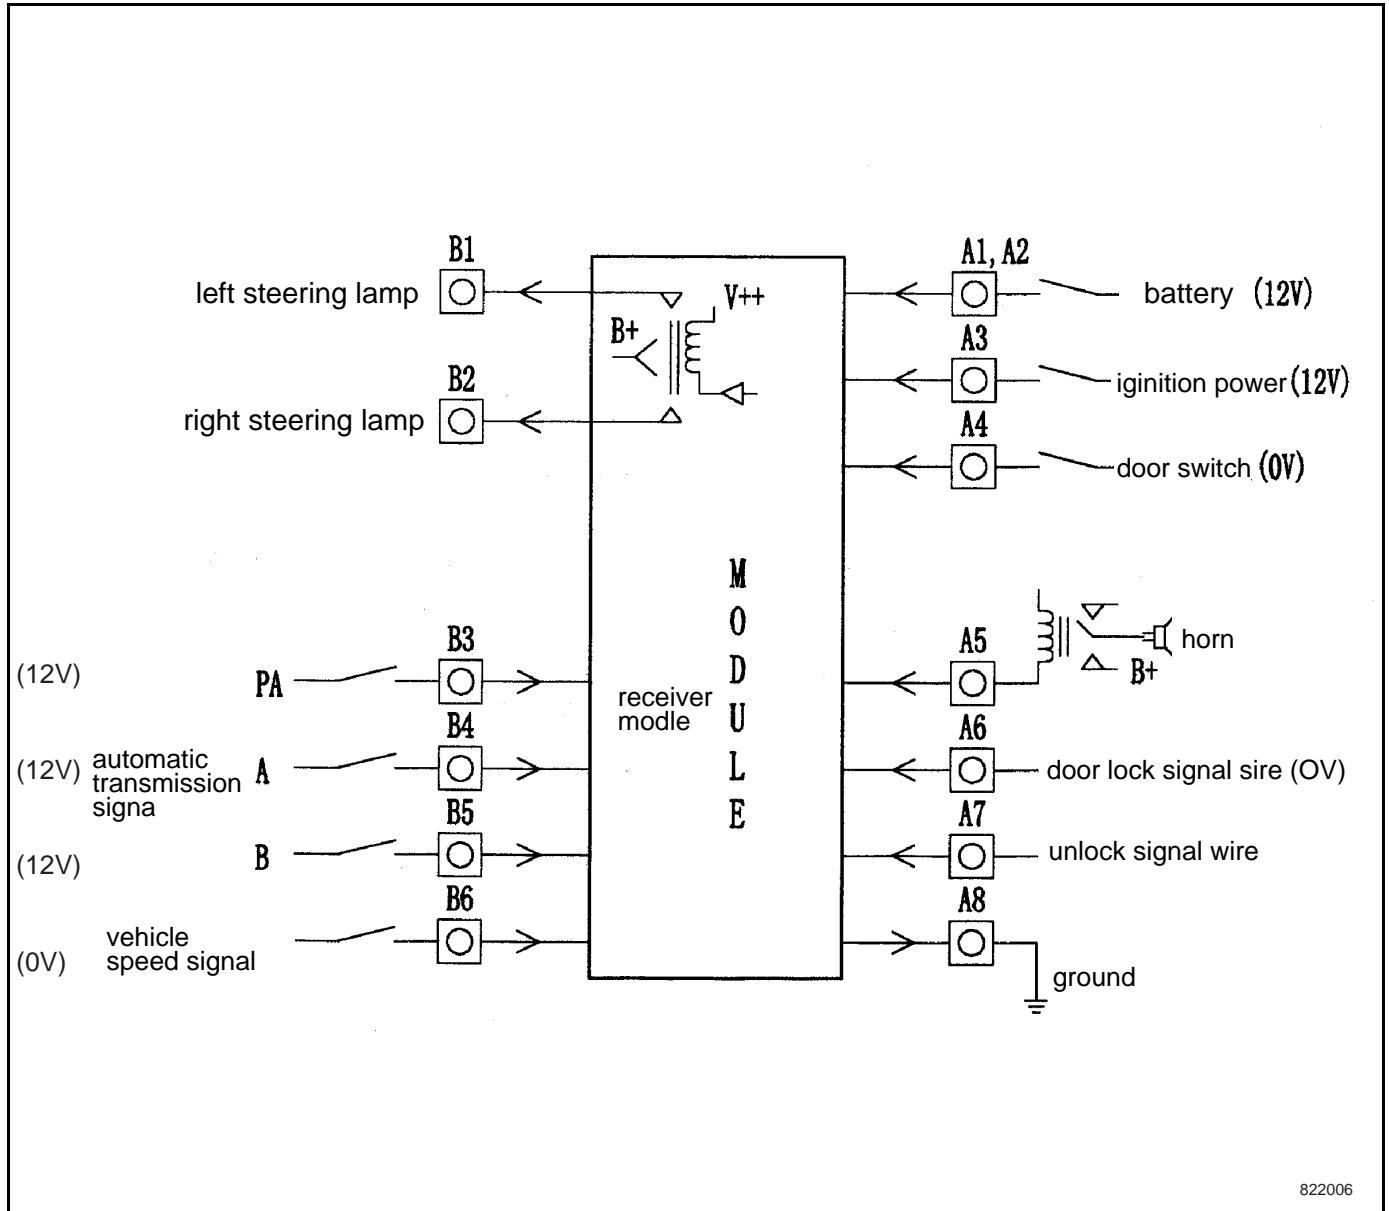 B1
left steering lamp
B2
right steering lamp
V++
B+
A1, A2
battery (12V)
A3
iginition power (12V)
A4
door switch (0V)
MODULE
receiver
modle
(12V) PA B3
(12V) automatic
transmission
signa
A B4
(12V) B B5
(0V) vehicle
speed signal
B6
A5
horn
B+
A6
door lock signal sire (OV)
A7
unlock signal wire
A8
ground
822006